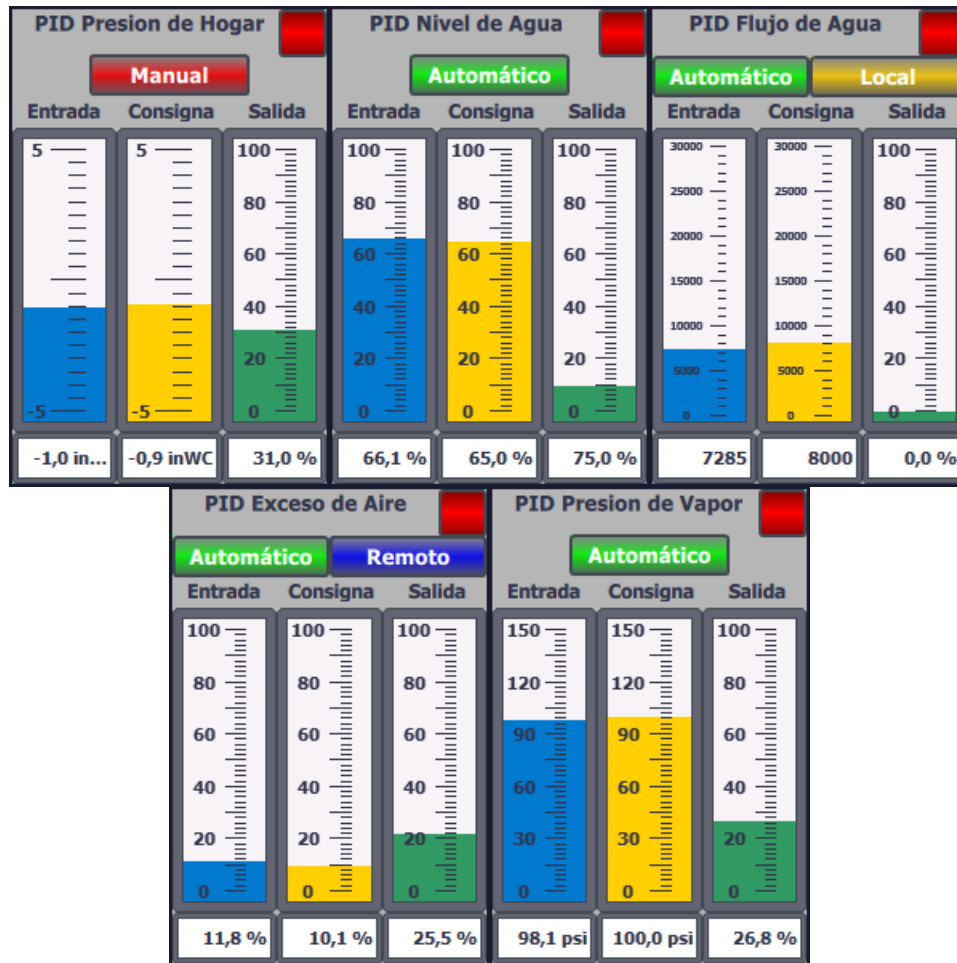 PID Presion de Hogar
Manual
Entrada Consigna Salida
5 5 100
80
60
40
20
-5 -5 0
-1,0 in... -0,9 inWC 31,0 %
PID Nivel de Agua
Automático
Entrada Consigna Salida
100 100 100
80 80 80
60 60 60
40 40 40
20 20 20
0 0 0
66,1 % 65,0 % 75,0 %
PID Flujo de Agua
Automático Local
Entrada Consigna Salida
30000 30000 100
25000 25000 80
20000 20000 60
15000 15000 40
10000 10000 20
5000 5000
0 0 0
7285 8000 0,0 %
PID Exceso de Aire
Automático Remoto
Entrada Consigna Salida
100 100 100
80 80 80
60 60 60
40 40 40
20 20 20
0 0 0
11,8 % 10,1 % 25,5 %
PID Presion de Vapor
Automático
Entrada Consigna Salida
150 150 100
120 120 80
90 90 60
60 60 40
30 30 20
0 0 0
98,1 psi 100,0 psi 26,8 %